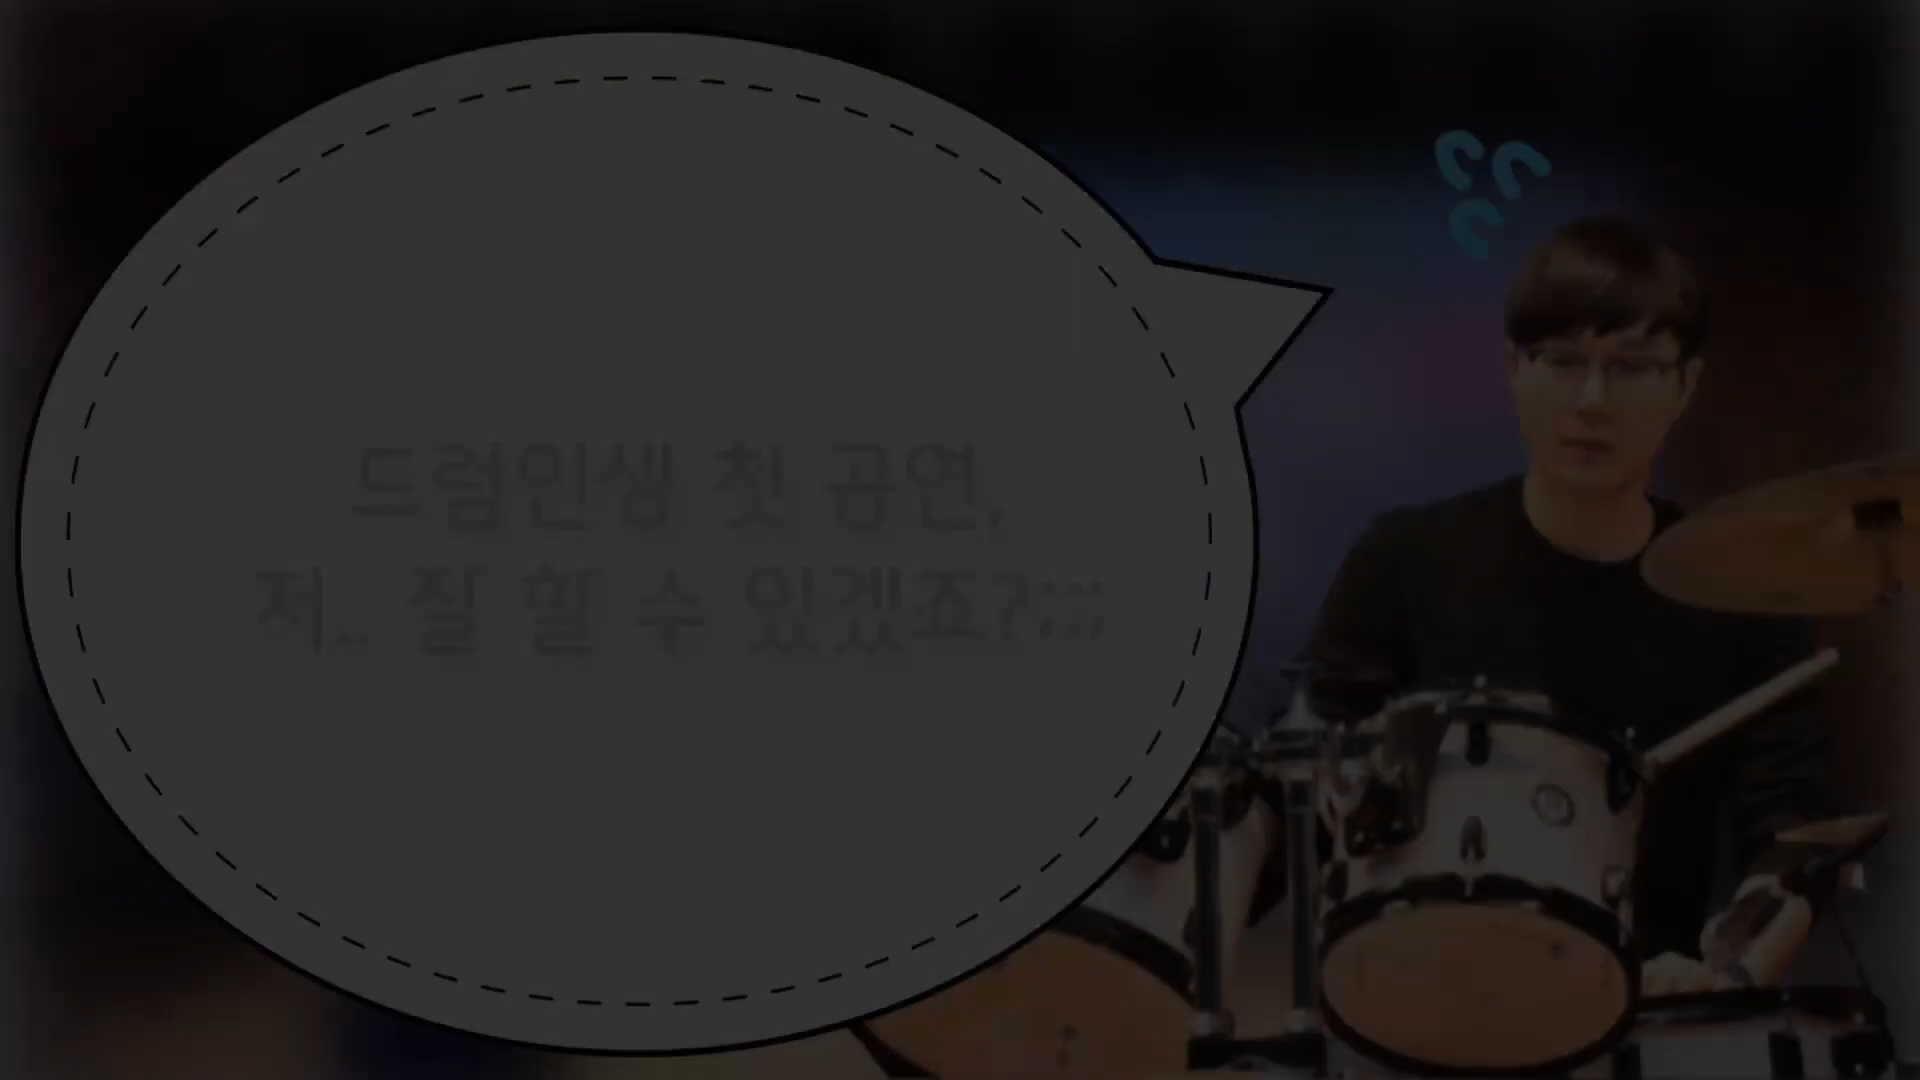 드럼인생 첫 공연,
저.. 잘 할 수 있겠죠?;;;